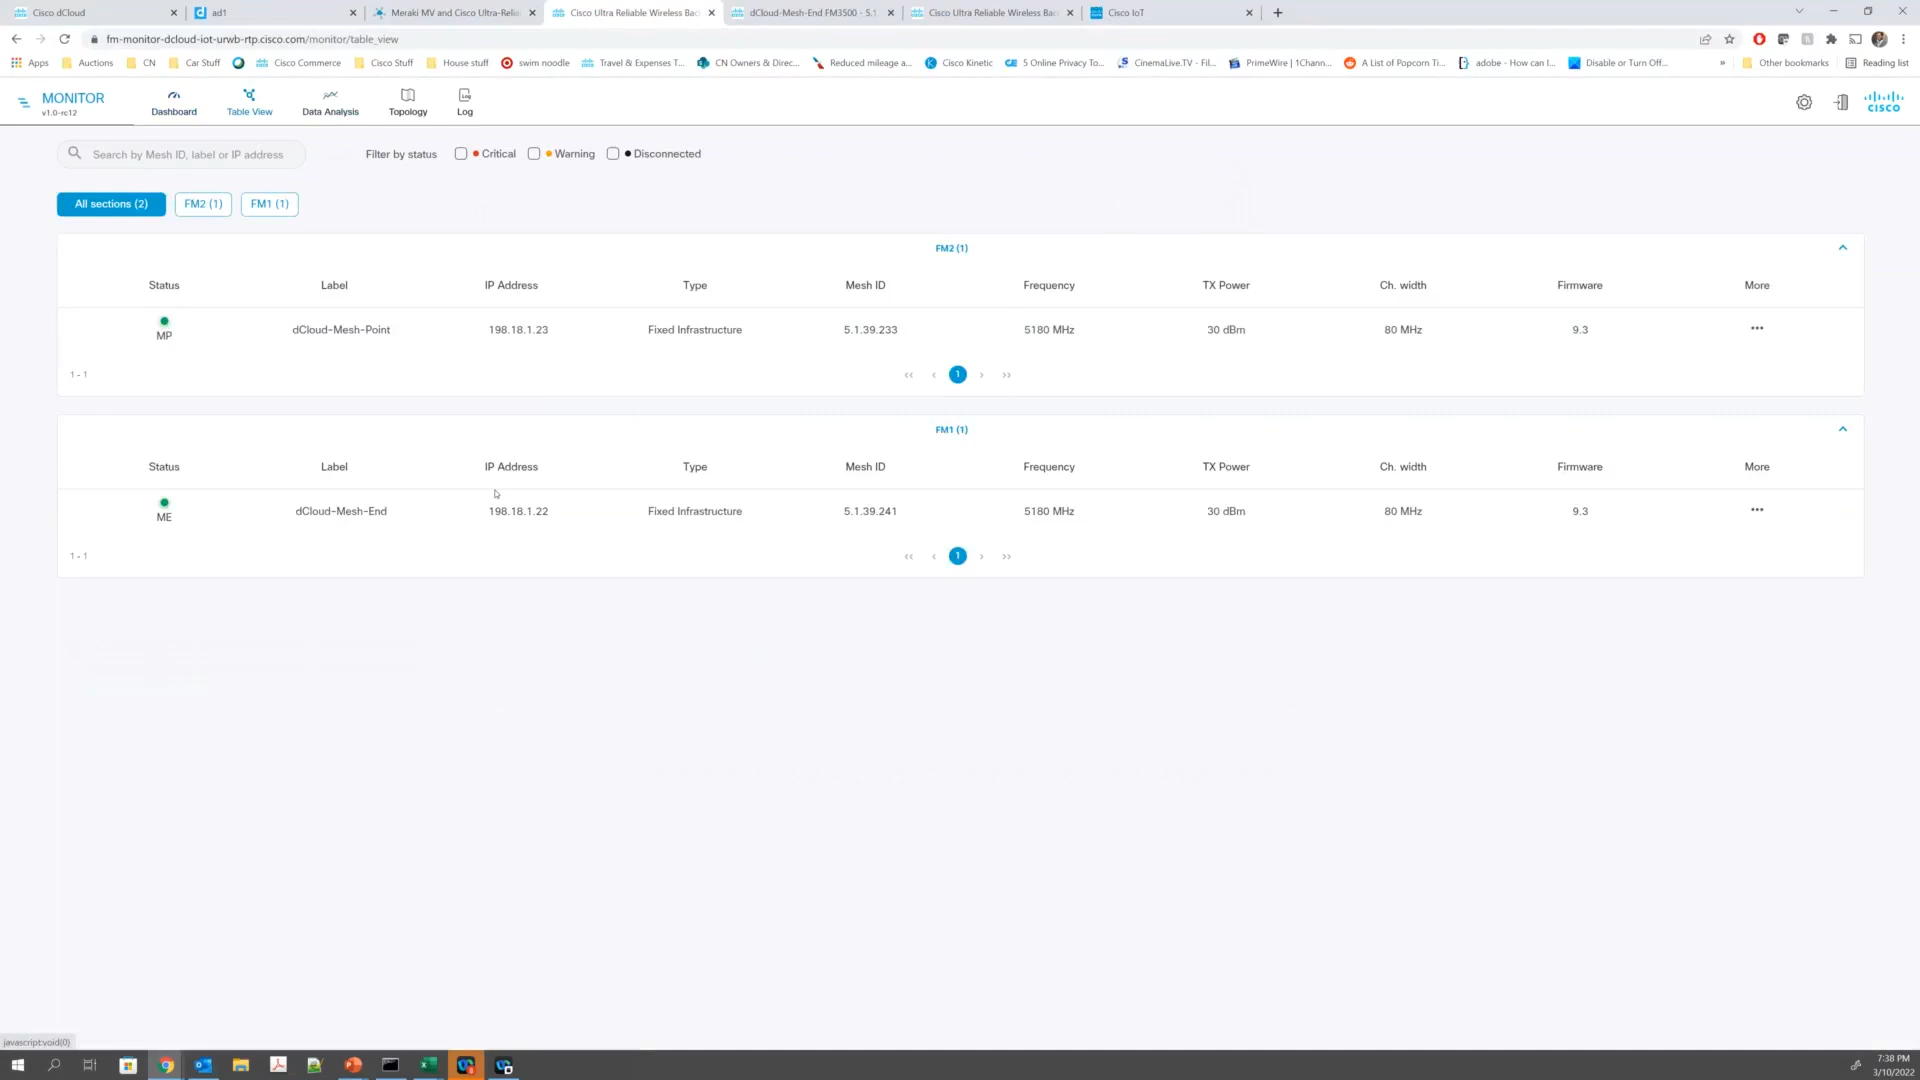 Cisco dCloud
ad1
Meraki MV and Cisco Ultra-Relia
Cisco Ultra Reliable Wireless Bac
dCloud-Mesh-End FM3500 - 5.1
Cisco Ultra Reliable Wireless Bac
Cisco IoT
fm-monitor-dcloud-iot-urwb-rtp.cisco.com/monitor/table_view
Apps
Auctions
CN
Car Stuff
Cisco Commerce
Cisco Stuff
House stuff
swim noodle
Travel & Expenses T...
CN Owners & Direc...
Reduced mileage a...
Cisco Kinetic
5 Online Privacy To...
CinemaLive.TV - Fil...
PrimeWire | 1Chann...
A List of Popcorn Ti...
adobe - How can I...
Disable or Turn Off...
»
Other bookmarks
Reading list
MONITOR
v1.0-rc12
Dashboard
Table View
Data Analysis
Topology
Log
Log
cisco
Search by Mesh ID, label or IP address
Filter by status
Critical
Warning
Disconnected
All sections (2)
FM2 (1)
FM1 (1)
FM2 (1)
Status Label IP Address Type Mesh ID Frequency TX Power Ch. width Firmware More
MP dCloud-Mesh-Point 198.18.1.23 Fixed Infrastructure 5.1.39.233 5180 MHz 30 dBm 80 MHz 9.3 •••
1 - 1
‹‹ ‹ 1 › ››
FM1 (1)
Status Label IP Address Type Mesh ID Frequency TX Power Ch. width Firmware More
ME dCloud-Mesh-End 198.18.1.22 Fixed Infrastructure 5.1.39.241 5180 MHz 30 dBm 80 MHz 9.3 •••
1 - 1
‹‹ ‹ 1 › ››
javascript:void(0)
7:38 PM
3/10/2022